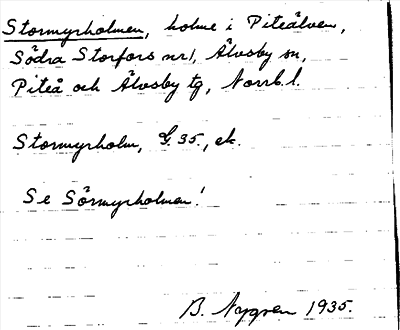 Stormyrholmen, holme i Piteälven,
Södra Storfors nr 1, Älvsby sn,
Piteå och Älvsby tg, Norrb. l.
Stormyrholm, G. 35., ek.
Se Sörmyrholmen!
B. Nygren 1935.